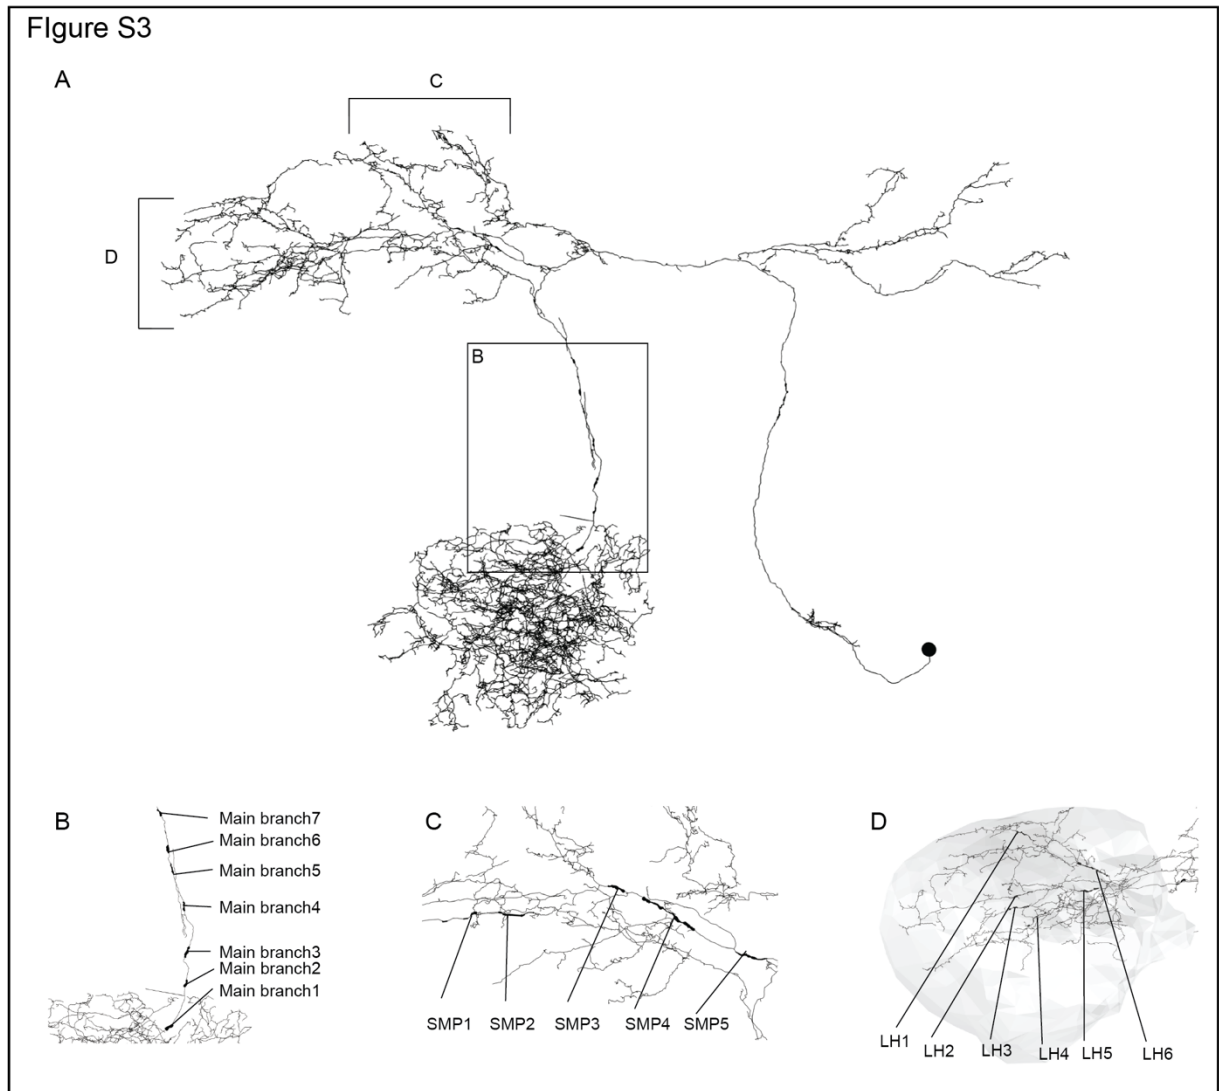 FIgure S3
A
C
D
B
B
Main branch7
Main branch6
Main branch5
Main branch4
Main branch3
Main branch2
Main branch1
C
SMP1 SMP2 SMP3 SMP4 SMP5
D
LH1 LH2 LH3 LH4 LH5 LH6